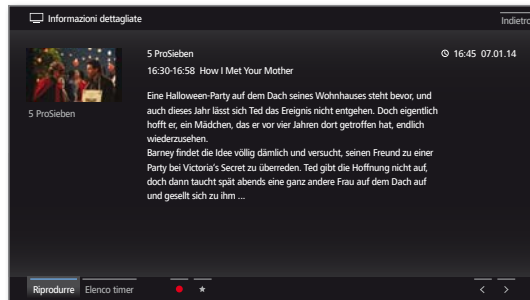 Informazioni dettagliate
Indietro
5 ProSieben
16:45 07.01.14
16:30-16:58 How I Met Your Mother
5 ProSieben
Eine Halloween-Party auf dem Dach seines Wohnhauses steht bevor, und
auch dieses Jahr lässt sich Ted das Ereignis nicht entgehen. Doch eigentlich
hofft er, ein Mädchen, das er vor vier Jahren dort getroffen hat, endlich
wiederzusehen.
Barney findet die Idee völlig dämlich und versucht, seinen Freund zu einer
Party bei Victoria's Secret zu überreden. Ted gibt die Hoffnung nicht auf,
doch dann taucht spät abends eine ganz andere Frau auf dem Dach auf
und gesellt sich zu ihm ...
Riprodurre
Elenco timer